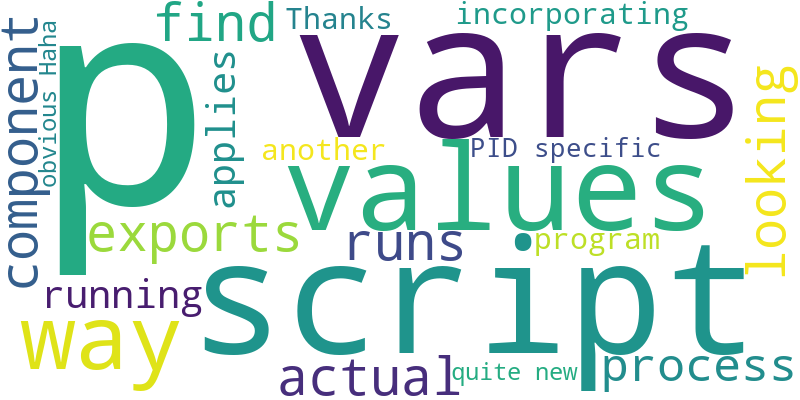 find
Thanks
incorporating
p
vars
component
obvious Haha
applies
looking
another
PID specific
values
exports
runs
program
running
script
way
actual
quite new
process